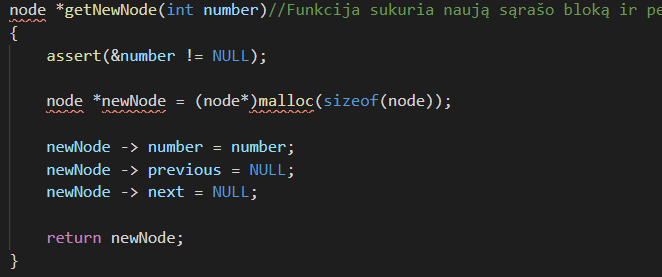 node *getNewNode(int number)//Funkcija sukuria naują sąrašo bloką ir
{
assert(&number != NULL);
node *newNode = (node*)malloc(sizeof(node));
newNode -> number = number;
newNode -> previous = NULL;
newNode -> next = NULL;
return newNode;
}